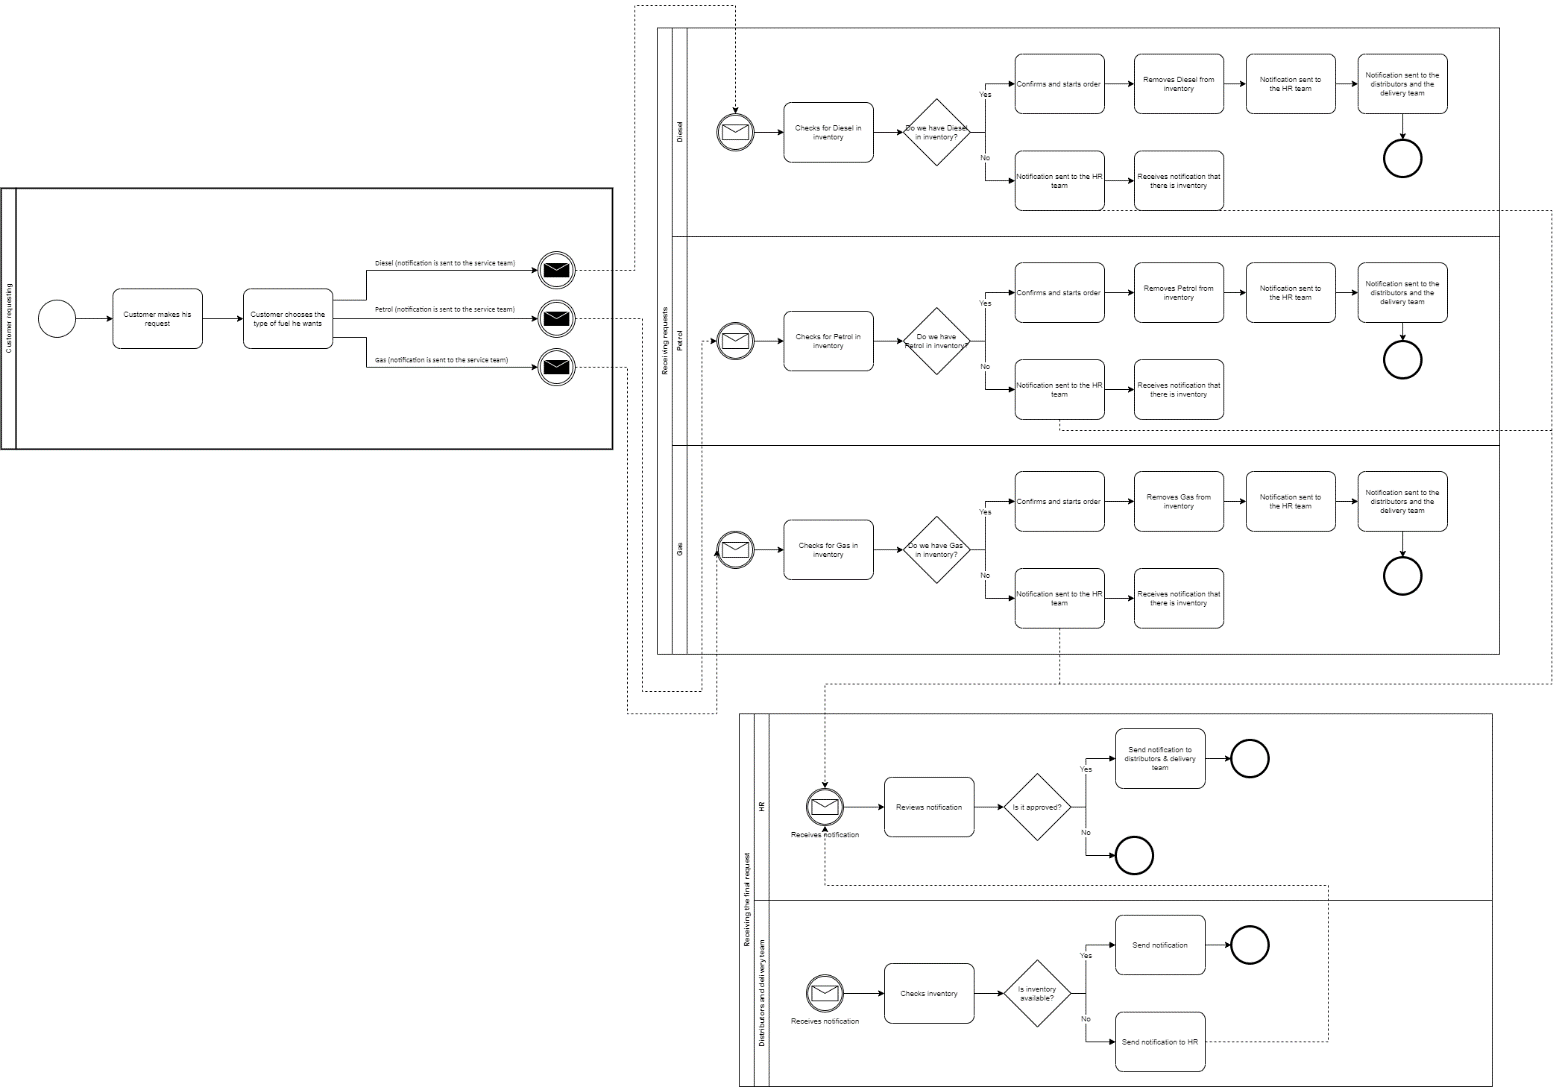 Customer requesting
Customer makes his
request
Customer chooses the
type of fuel he wants
Diesel (notification is sent to the service team)
Petrol (notification is sent to the service team)
Gas (notification is sent to the service team)
Receiving requests
Diesel
Checks for Diesel in
inventory
Do we have Diesel
in inventory?
Yes
No
Confirms and starts order
Removes Diesel from
inventory
Notification sent to
the HR team
Notification sent to the
distributors and the
delivery team
Notification sent to the HR
team
Receives notification that
there is inventory
Petrol
Checks for Petrol in
inventory
Do we have
Petrol in inventory?
Yes
No
Confirms and starts order
Removes Petrol from
inventory
Notification sent to
the HR team
Notification sent to the
distributors and the
delivery team
Notification sent to the HR
team
Receives notification that
there is inventory
Gas
Checks for Gas in
inventory
Do we have Gas
in inventory?
Yes
No
Confirms and starts order
Removes Gas from
inventory
Notification sent to
the HR team
Notification sent to the
distributors and the
delivery team
Notification sent to the HR
team
Receives notification that
there is inventory
Receiving the final request
HR
Receives notification
Reviews notification
Is it approved?
Yes
No
Send notification to
distributors & delivery
team
Distributors and delivery team
Receives notification
Checks Inventory
Is inventory
available?
Yes
No
Send notification
Send notification to HR